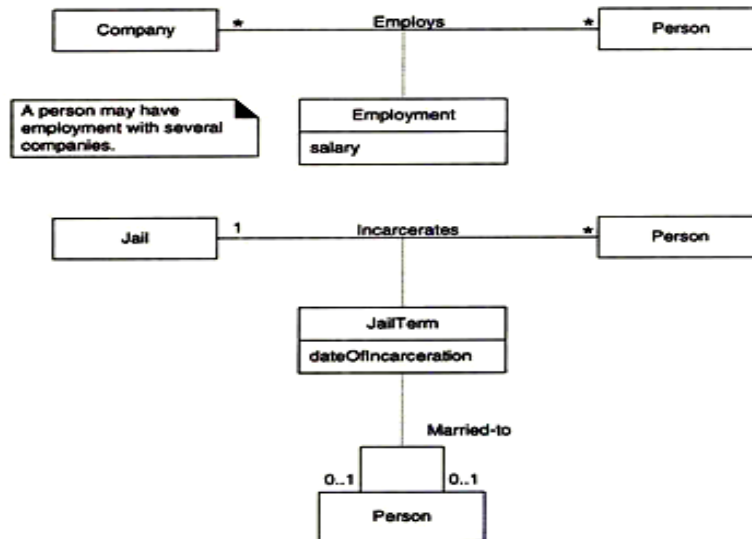 Company * Employs * Person
A person may have
employment with several
companies.
Employment
salary
Jail 1 Incarcerates * Person
JailTerm
dateOfIncarceration
Married-to
0..1 0..1
Person